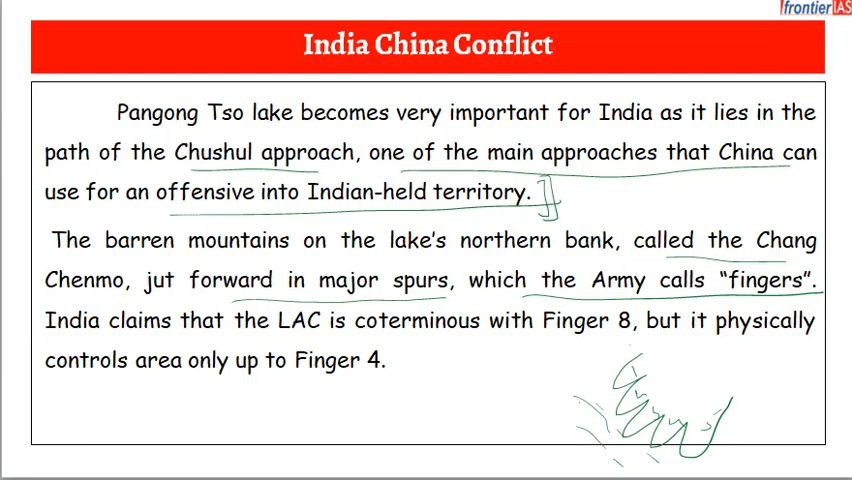 frontier IAS
India China Conflict
Pangong Tso lake becomes very important for India as it lies in the
path of the Chushul approach, one of the main approaches that China can
use for an offensive into Indian-held territory.
The barren mountains on the lake's northern bank, called the Chang
Chenmo, jut forward in major spurs, which the Army calls “fingers”.
India claims that the LAC is coterminous with Finger 8, but it physically
controls area only up to Finger 4.